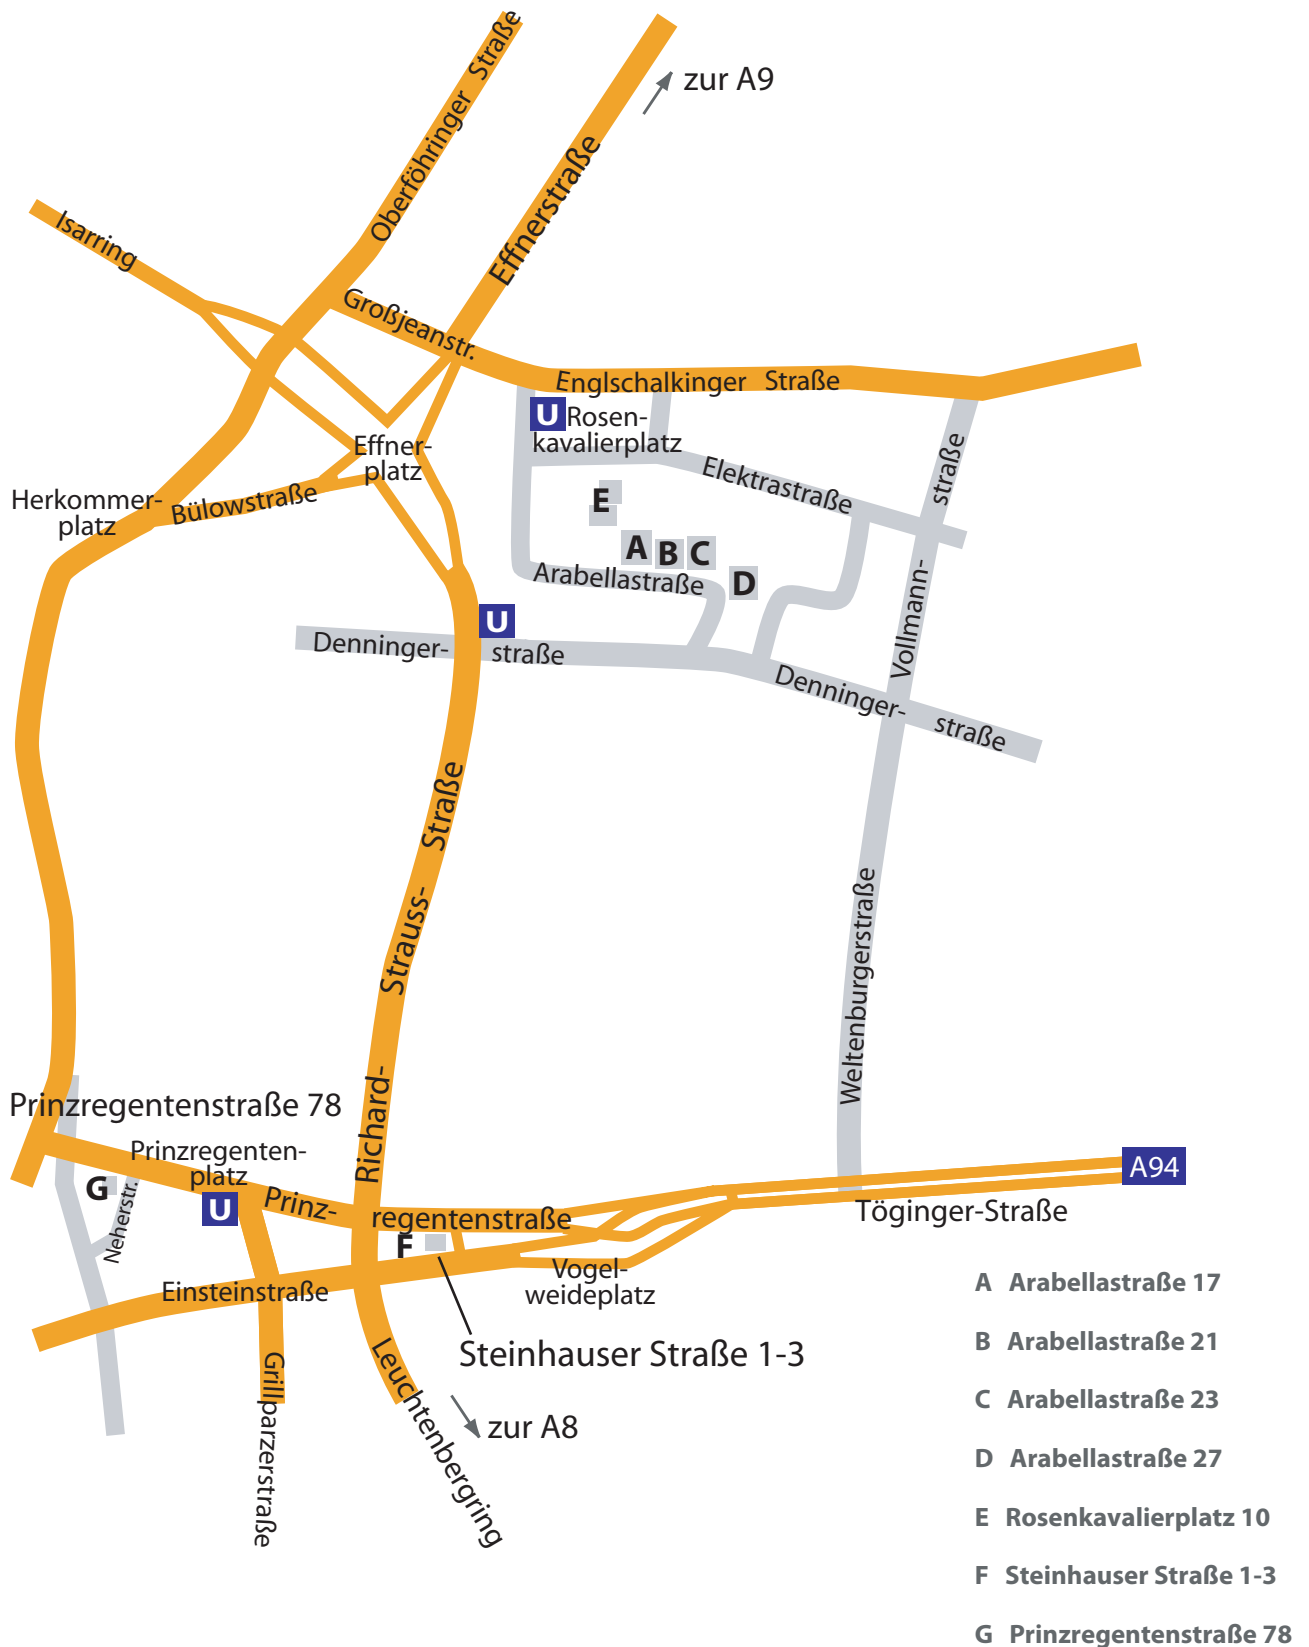 Oberföhringer Straße
zur A9
Effnerstraße
Isarring
Großjeanstr.
Englschalkinger Straße
U Rosen-
kavalierplatz
Effner-
platz
Elektrastraße
straße
Vollmann-
Herkommer-
platz
Bülowstraße
E
A
B
C
D
Arabellastraße
U
Denninger-
straße
Denninger-
straße
Straße
Strauss-
Richard-
Weltenburgerstraße
Prinzregentenstraße 78
Prinzregenten-
platz
G
Neherstr.
U
Prinz-
regentenstraße
A94
Töginger-Straße
F
Vogel-
weideplatz
Einsteinstraße
Steinhauser Straße 1-3
Grillparzerstraße
Leuchtenbergring
zur A8
A Arabellastraße 17
B Arabellastraße 21
C Arabellastraße 23
D Arabellastraße 27
E Rosenkavalierplatz 10
F Steinhauser Straße 1-3
G Prinzregentenstraße 78